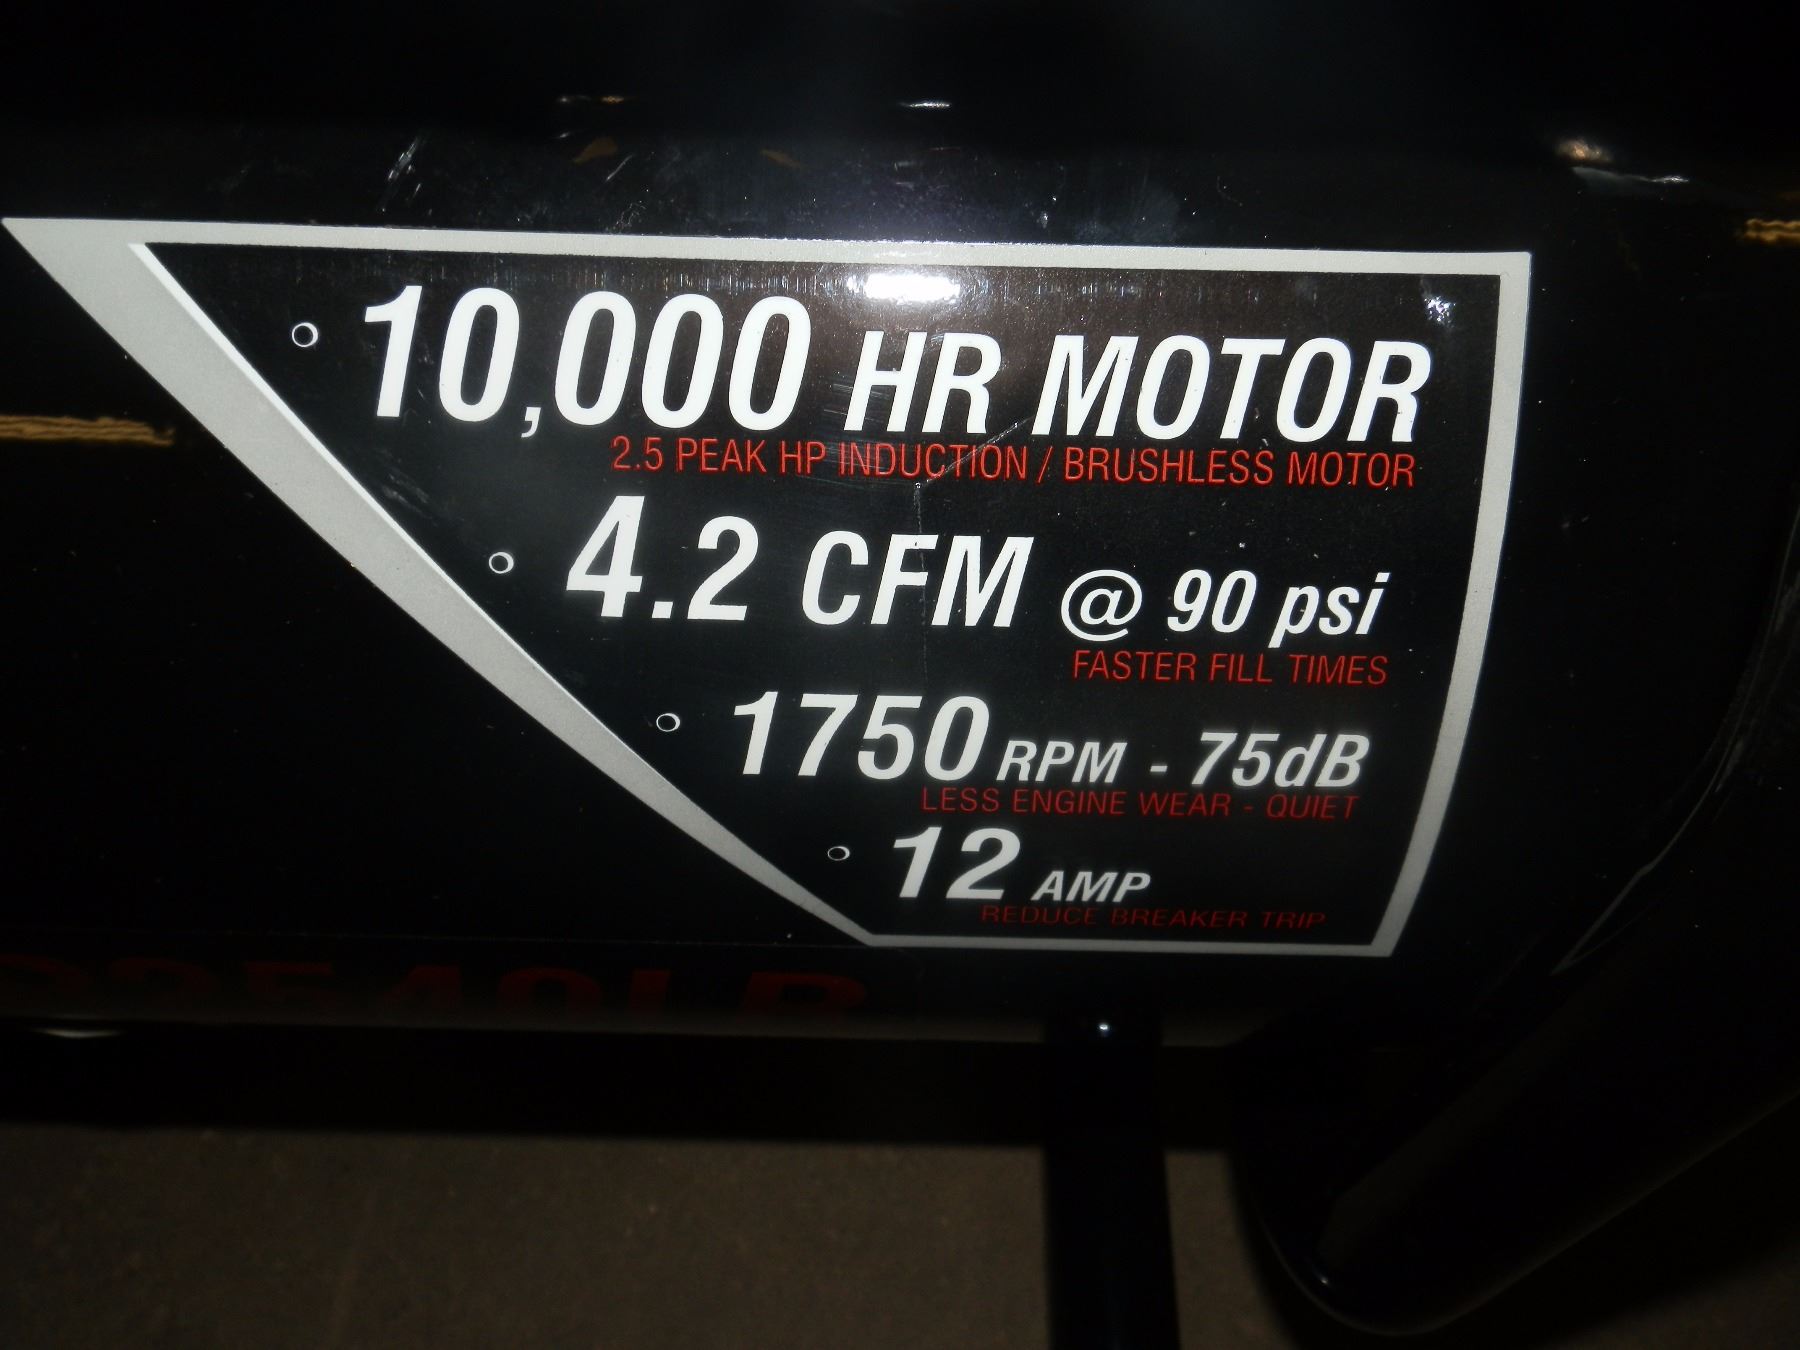 10,000 HR MOTOR
2.5 PEAK HP INDUCTION / BRUSHLESS MOTOR
4.2 CFM @ 90 psi
FASTER FILL TIMES
1750 RPM - 75dB
LESS ENGINE WEAR - QUIET
12 AMP
REDUCE BREAKER TRIP